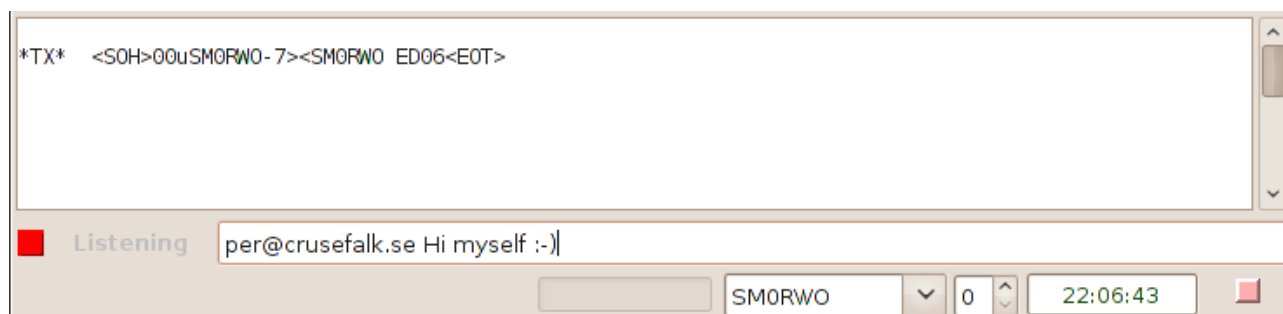 *TX* <SOH>00uSM0RWO-7><SM0RWO ED06<EOT>
Listening per@crusefalk.se Hi myself :-)
SM0RWO 0 22:06:43